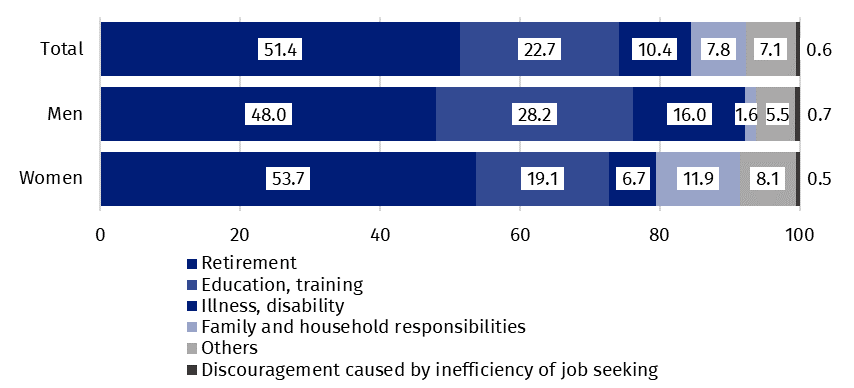 Total 51.4 22.7 10.4 7.8 7.1 0.6
Men 48.0 28.2 16.0 1.6 5.5 0.7
Women 53.7 19.1 6.7 11.9 8.1 0.5
0 20 40 60 80 100
Retirement
Education, training
Illness, disability
Family and household responsibilities
Others
Discouragement caused by inefficiency of job seeking